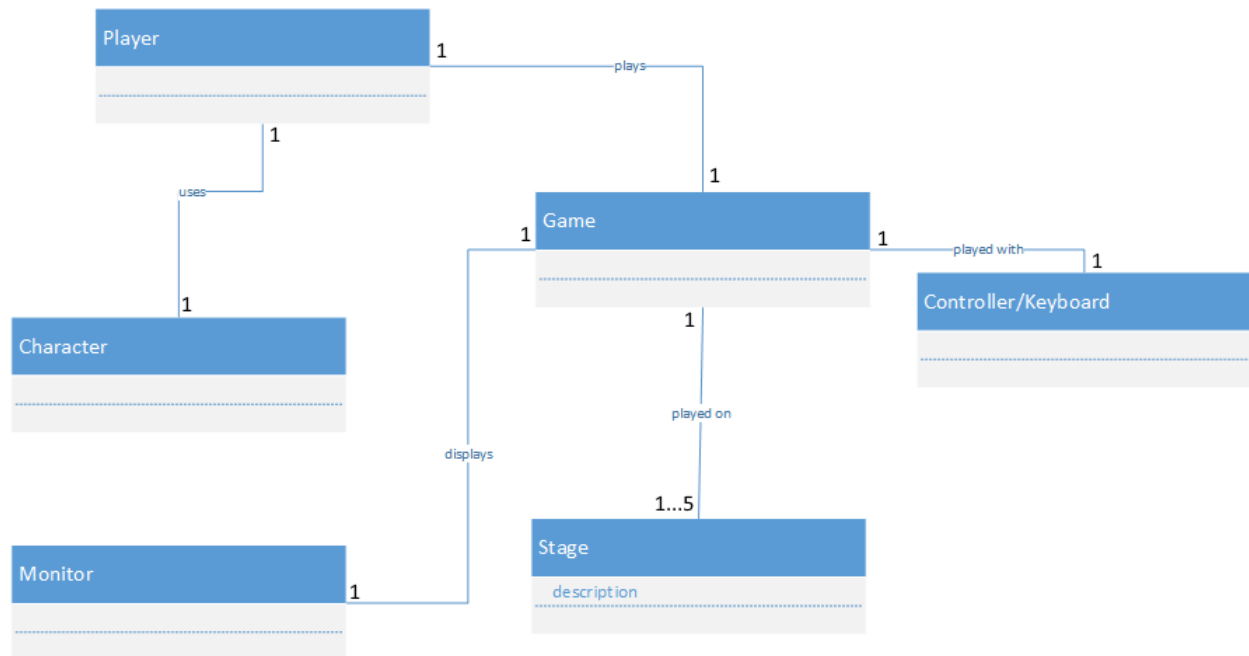 Player
1
plays
1
uses
1
Game
1
1
1
played with
1
Controller/Keyboard
1
Character
1
played on
displays
1...5
Stage
description
Monitor
1